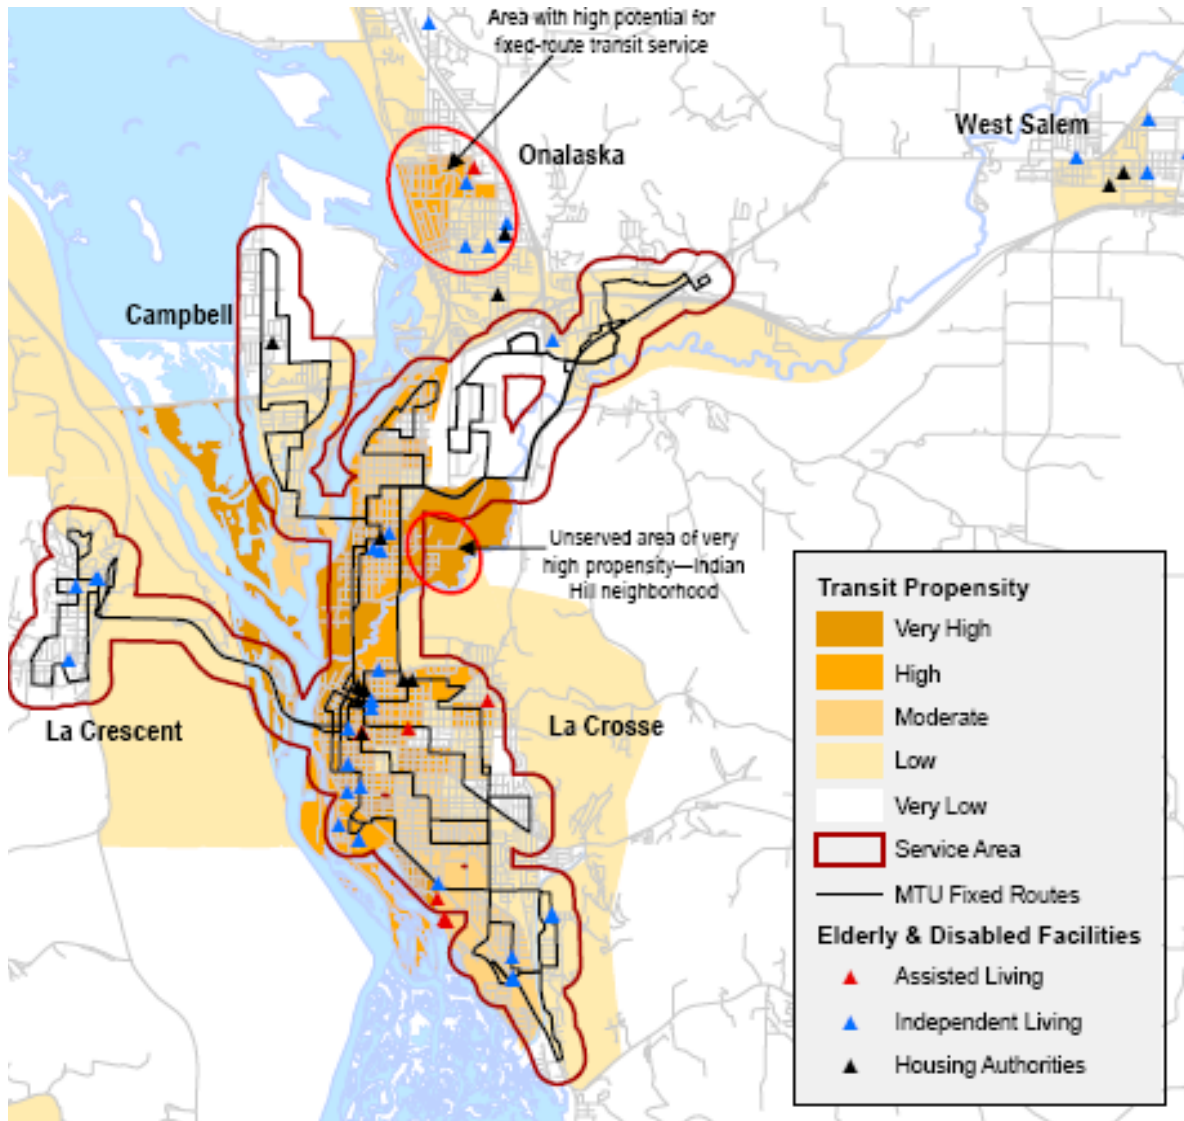 Area with high potential for
fixed-route transit service
West Salem
Onalaska
Campbell
Unserved area of very
high propensity—Indian
Hill neighborhood
La Crescent
La Crosse
Transit Propensity
Very High
High
Moderate
Low
Very Low
Service Area
MTU Fixed Routes
Elderly & Disabled Facilities
Assisted Living
Independent Living
Housing Authorities